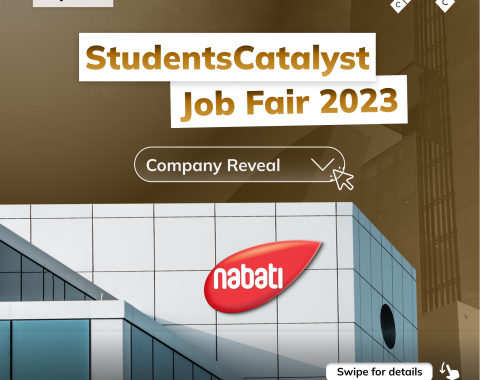 C
C
StudentsCatalyst
Job Fair 2023
Company Reveal
nabati
Swipe for details